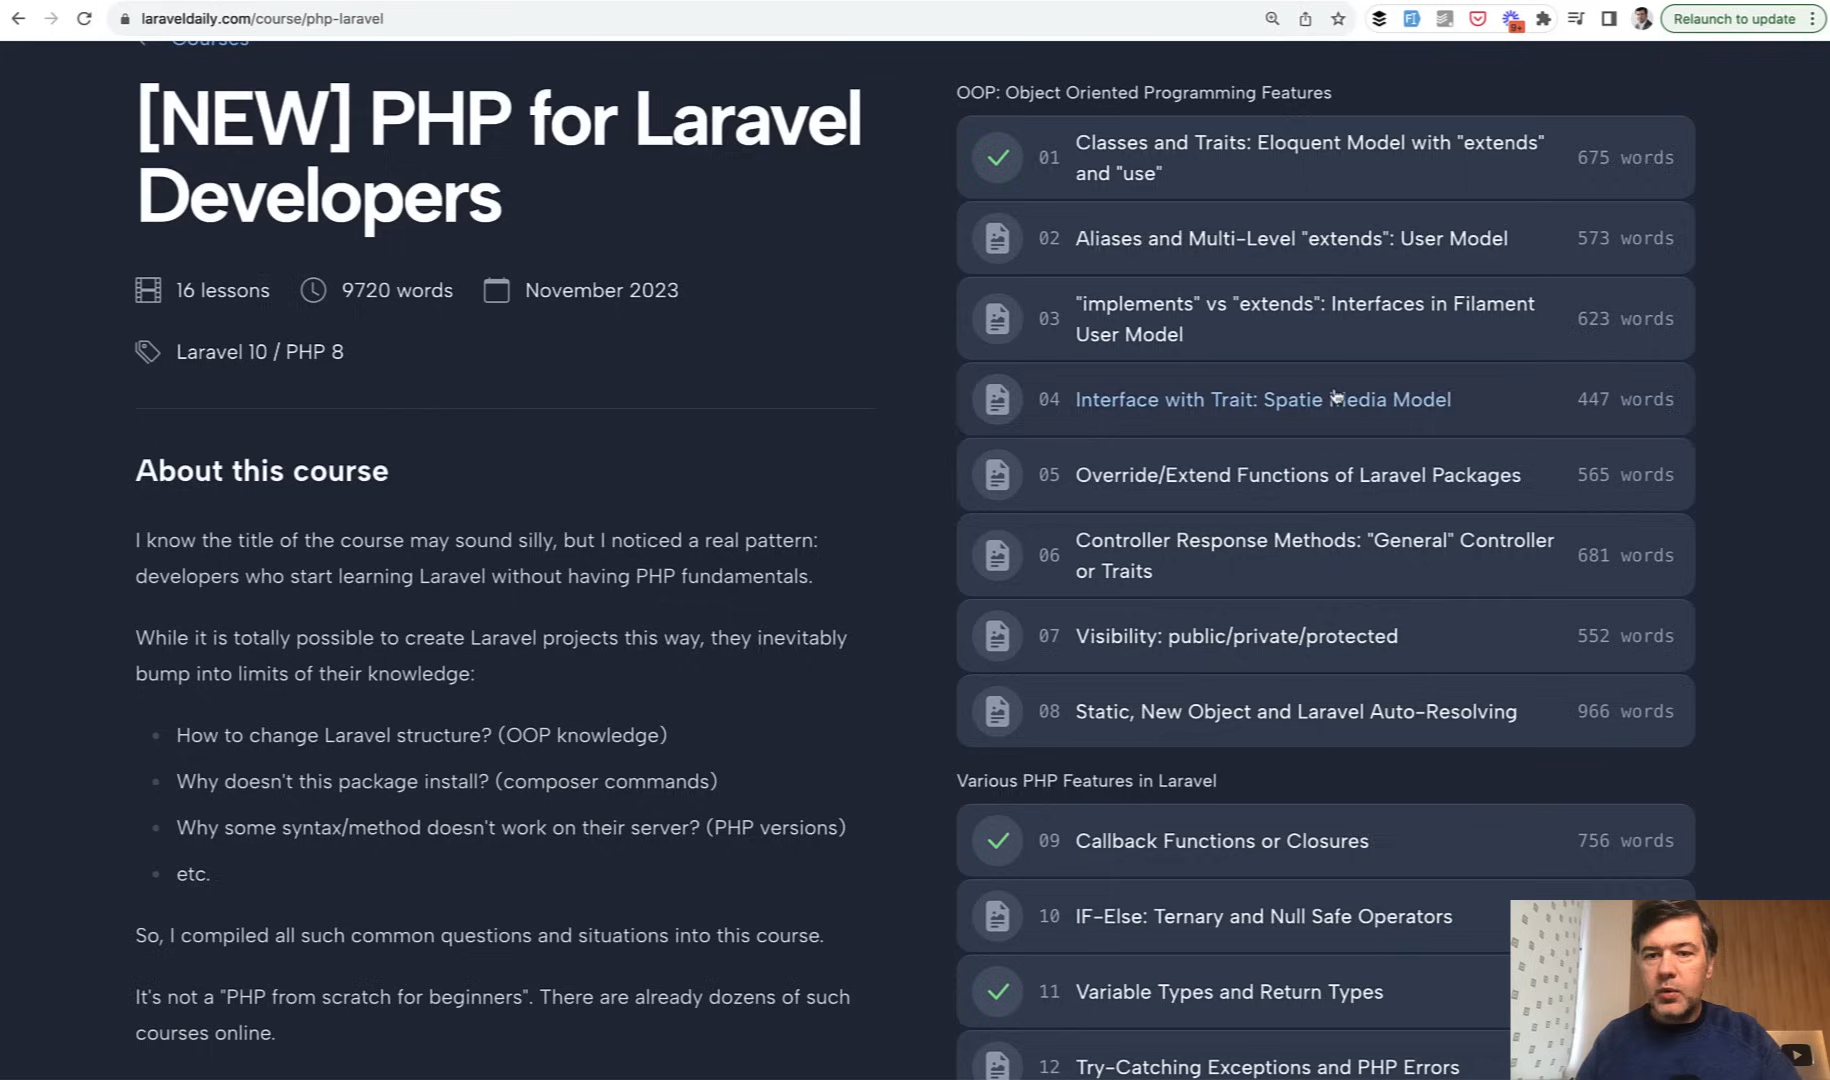 laraveldaily.com/course/php-laravel
9+
Relaunch to update
Courses
[NEW] PHP for Laravel
Developers
16 lessons
9720 words
November 2023
Laravel 10 / PHP 8
About this course
I know the title of the course may sound silly, but I noticed a real pattern:
developers who start learning Laravel without having PHP fundamentals.
While it is totally possible to create Laravel projects this way, they inevitably
bump into limits of their knowledge:
How to change Laravel structure? (OOP knowledge)
Why doesn't this package install? (composer commands)
Why some syntax/method doesn't work on their server? (PHP versions)
etc.
So, I compiled all such common questions and situations into this course.
It's not a "PHP from scratch for beginners". There are already dozens of such
courses online.
OOP: Object Oriented Programming Features
01 Classes and Traits: Eloquent Model with "extends"
and "use"
675 words
02 Aliases and Multi-Level "extends": User Model 573 words
03 "implements" vs "extends": Interfaces in Filament
User Model
623 words
04 Interface with Trait: Spatie Media Model 447 words
05 Override/Extend Functions of Laravel Packages 565 words
06 Controller Response Methods: "General" Controller
or Traits
681 words
07 Visibility: public/private/protected 552 words
08 Static, New Object and Laravel Auto-Resolving 966 words
Various PHP Features in Laravel
09 Callback Functions or Closures 756 words
10 IF-Else: Ternary and Null Safe Operators
11 Variable Types and Return Types
12 Try-Catching Exceptions and PHP Errors